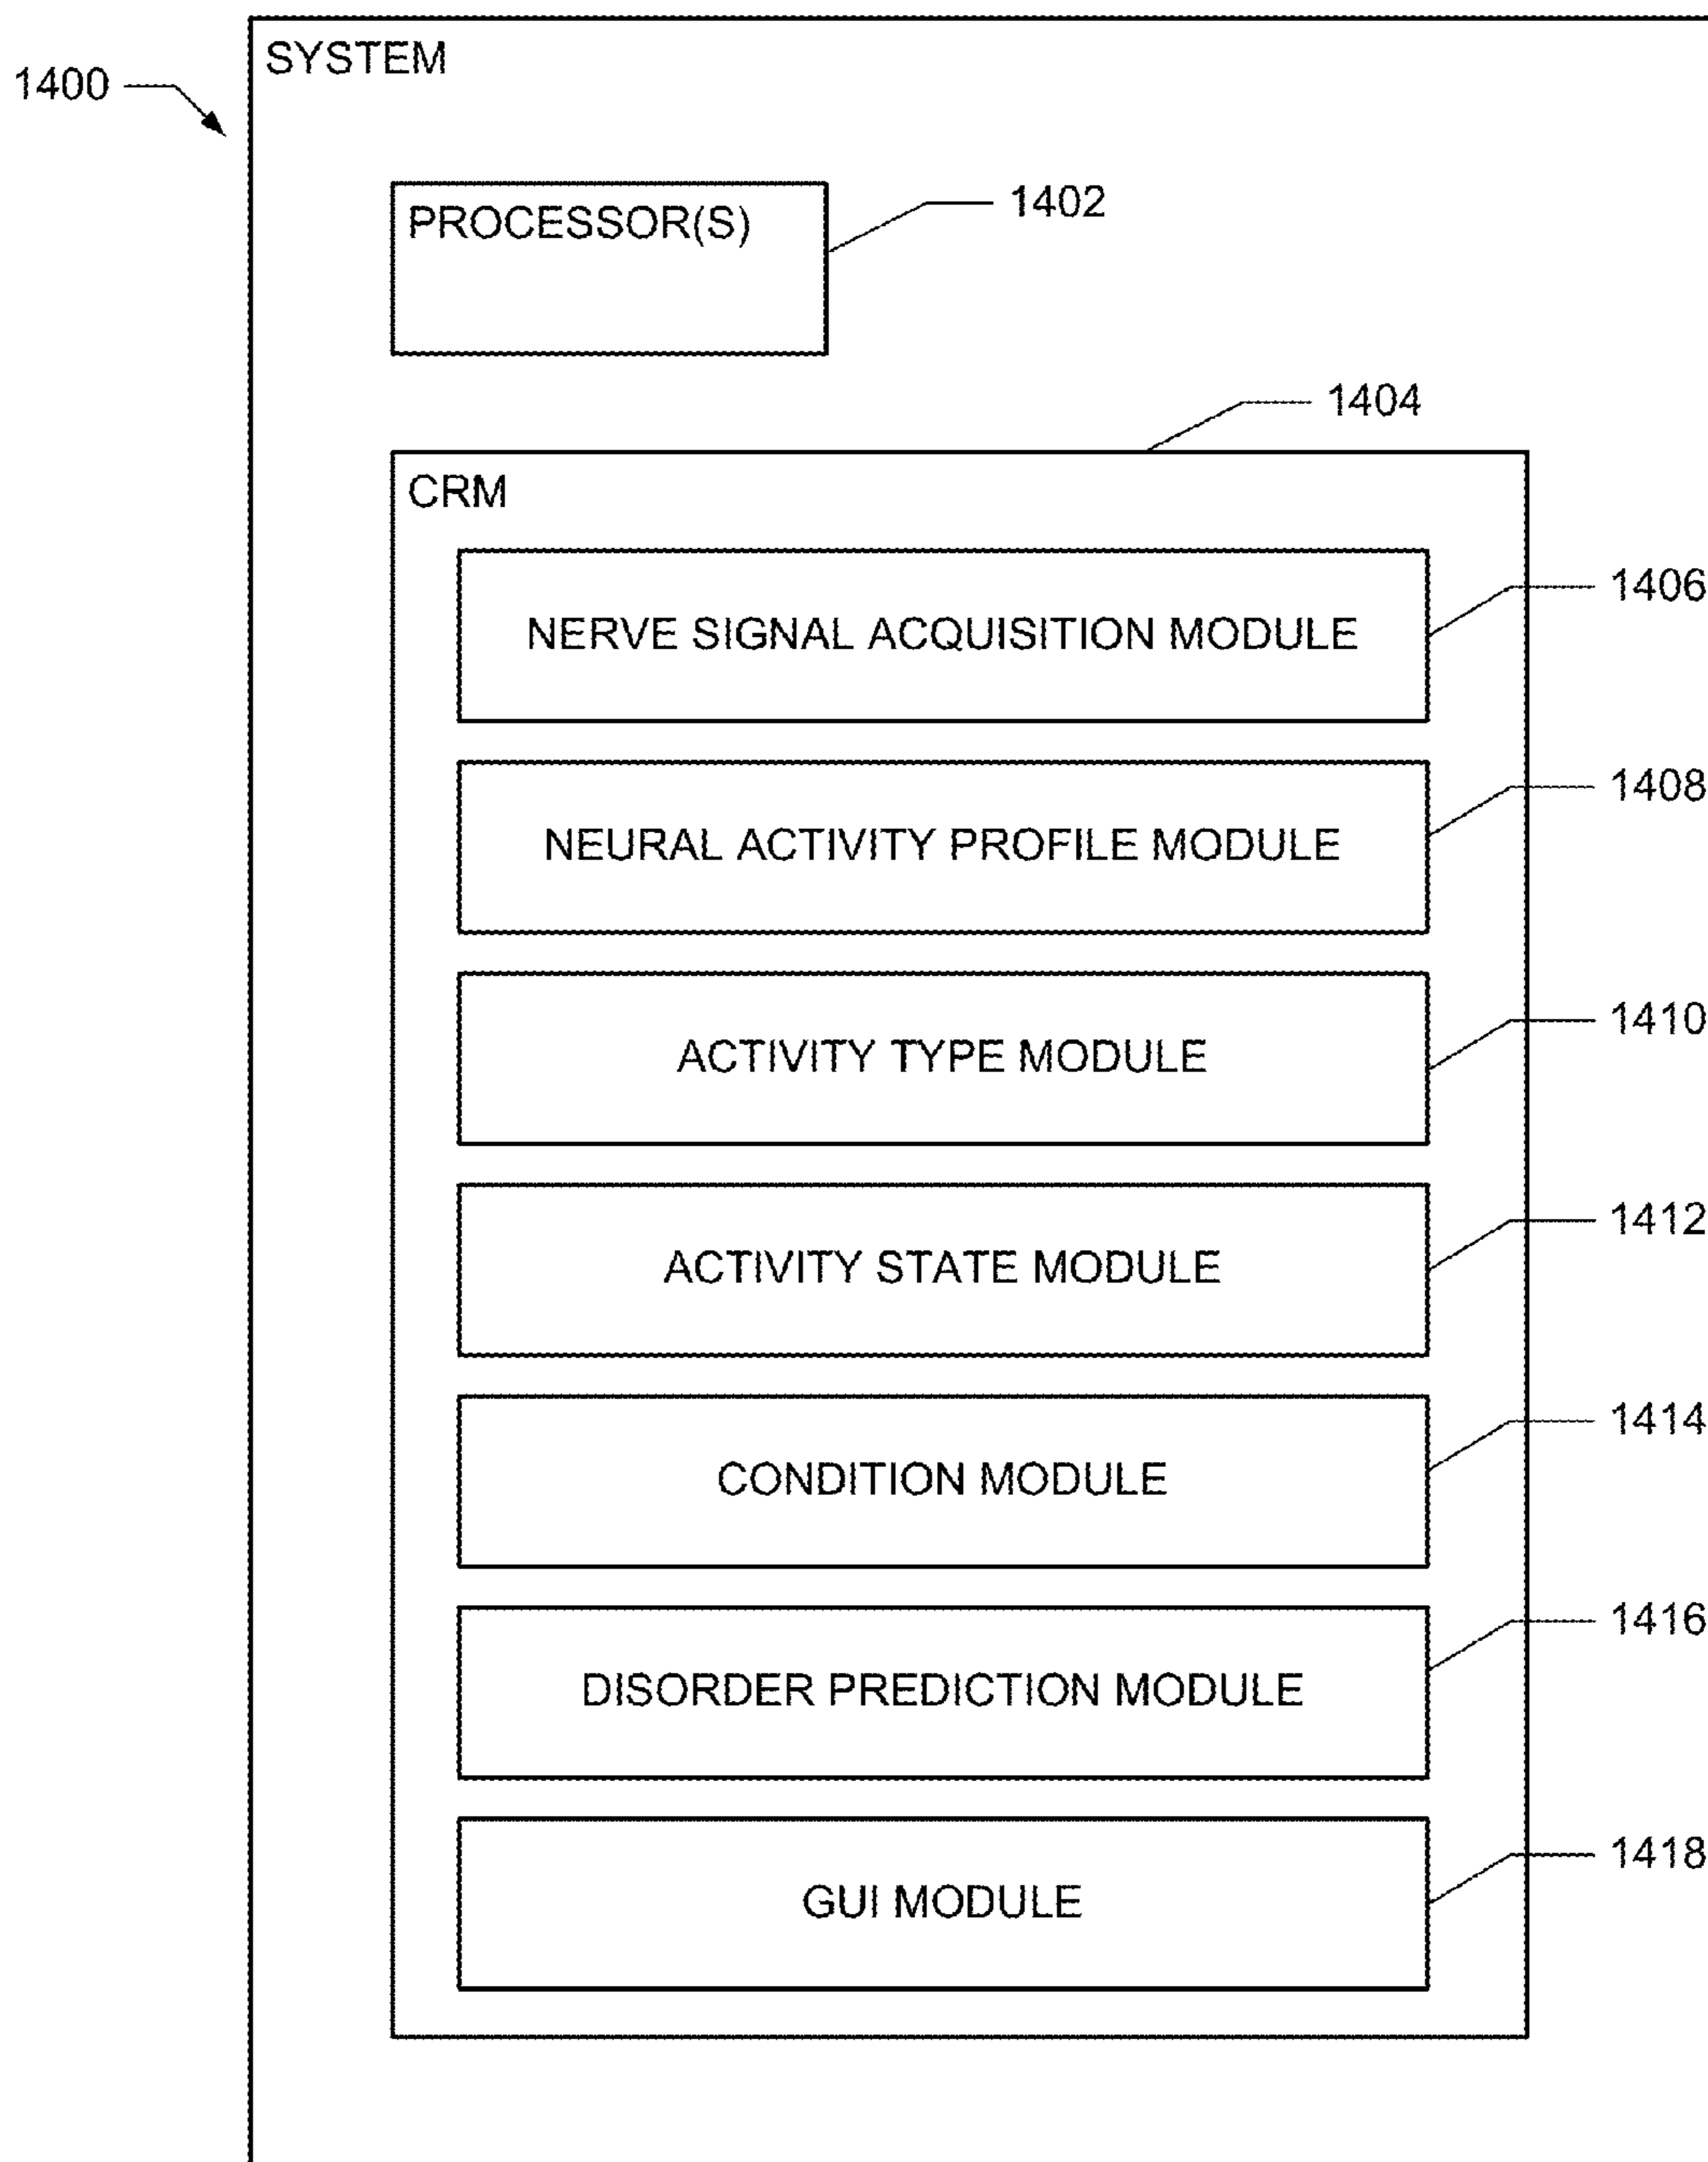 SYSTEM
1400
PROCESSOR(S)
1402
1404
CRM
NERVE SIGNAL ACQUISITION MODULE
1406
NEURAL ACTIVITY PROFILE MODULE
1408
ACTIVITY TYPE MODULE
1410
ACTIVITY STATE MODULE
1412
CONDITION MODULE
1414
DISORDER PREDICTION MODULE
1416
GUI MODULE
1418